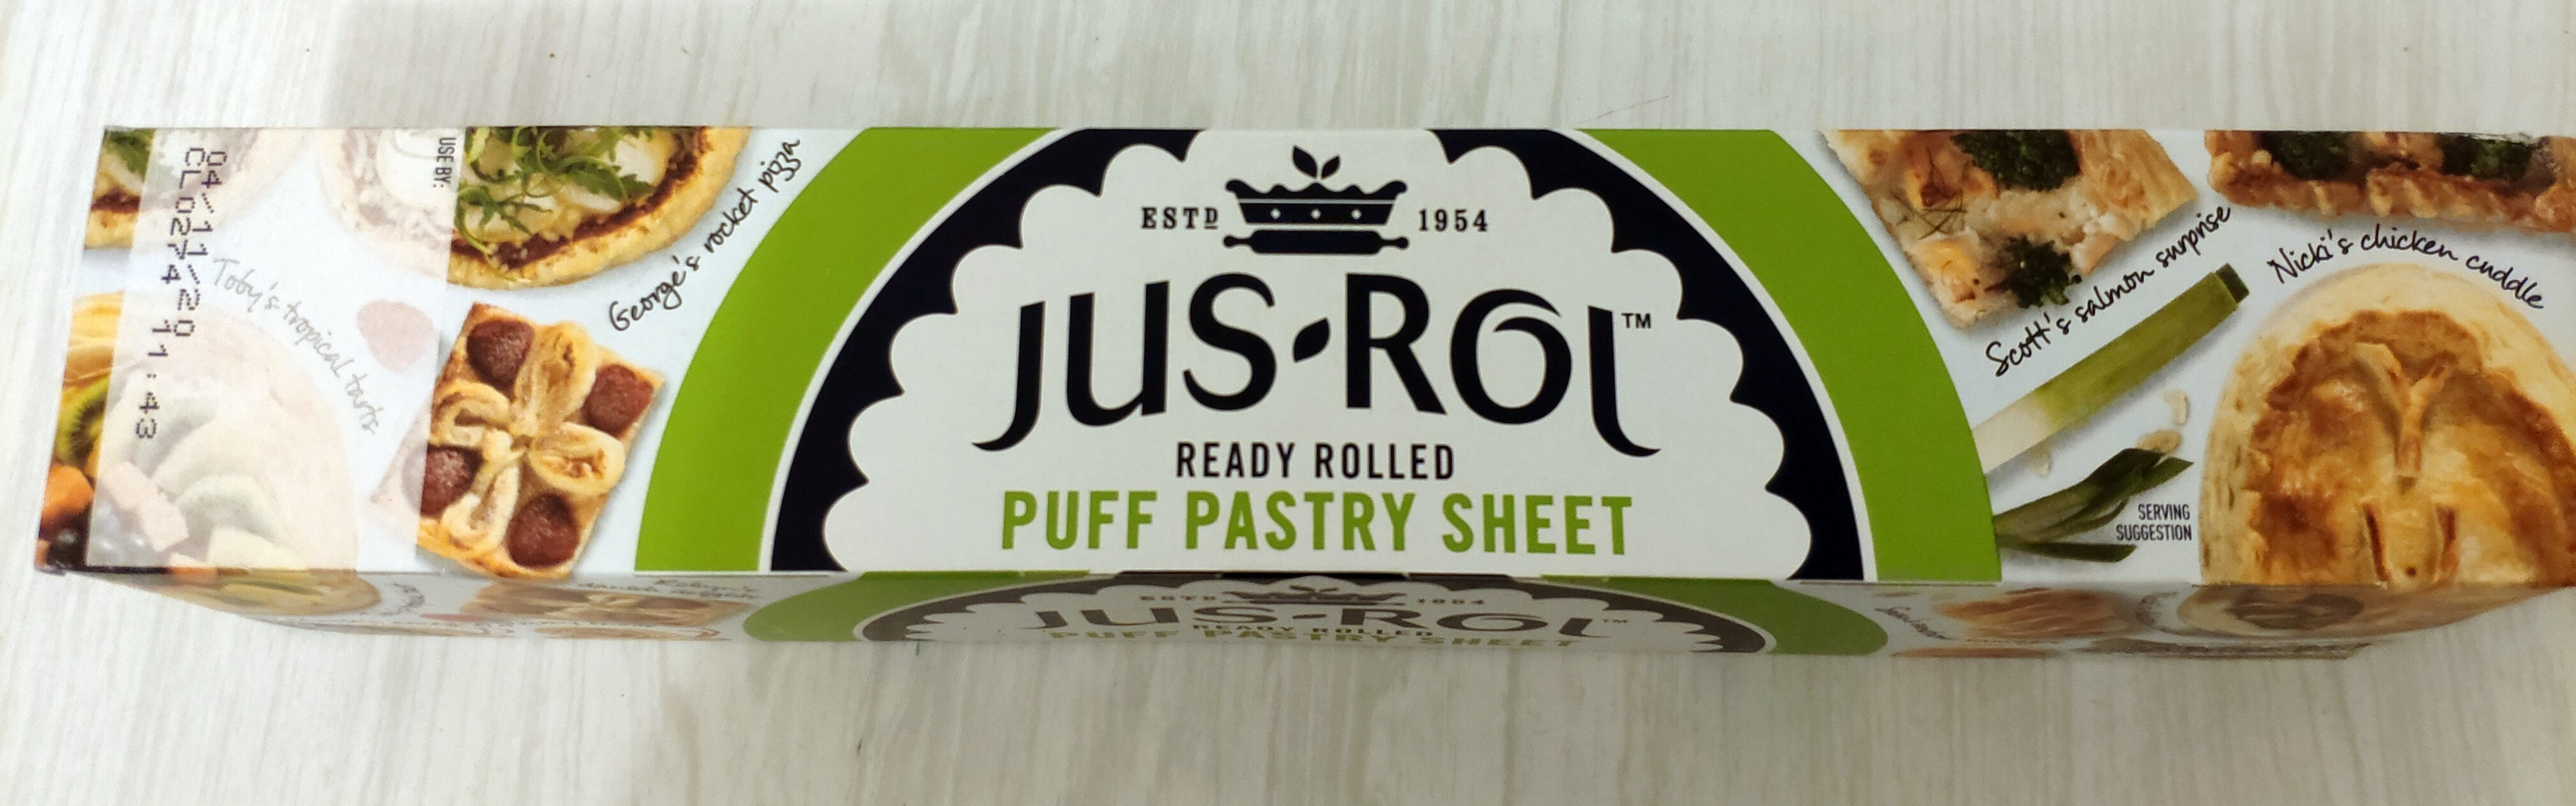 USE BY:
04/11/20
CL0274 11:43
Toby's tropical tarts
George's rocket pizza
ESTD 1954
JUS·ROL™
READY ROLLED
PUFF PASTRY SHEET
Scott's salmon surprise
Nicki's chicken cuddle
SERVING
SUGGESTION
ESTD 1954
JUS·ROL™
READY ROLLED
PUFF PASTRY SHEET